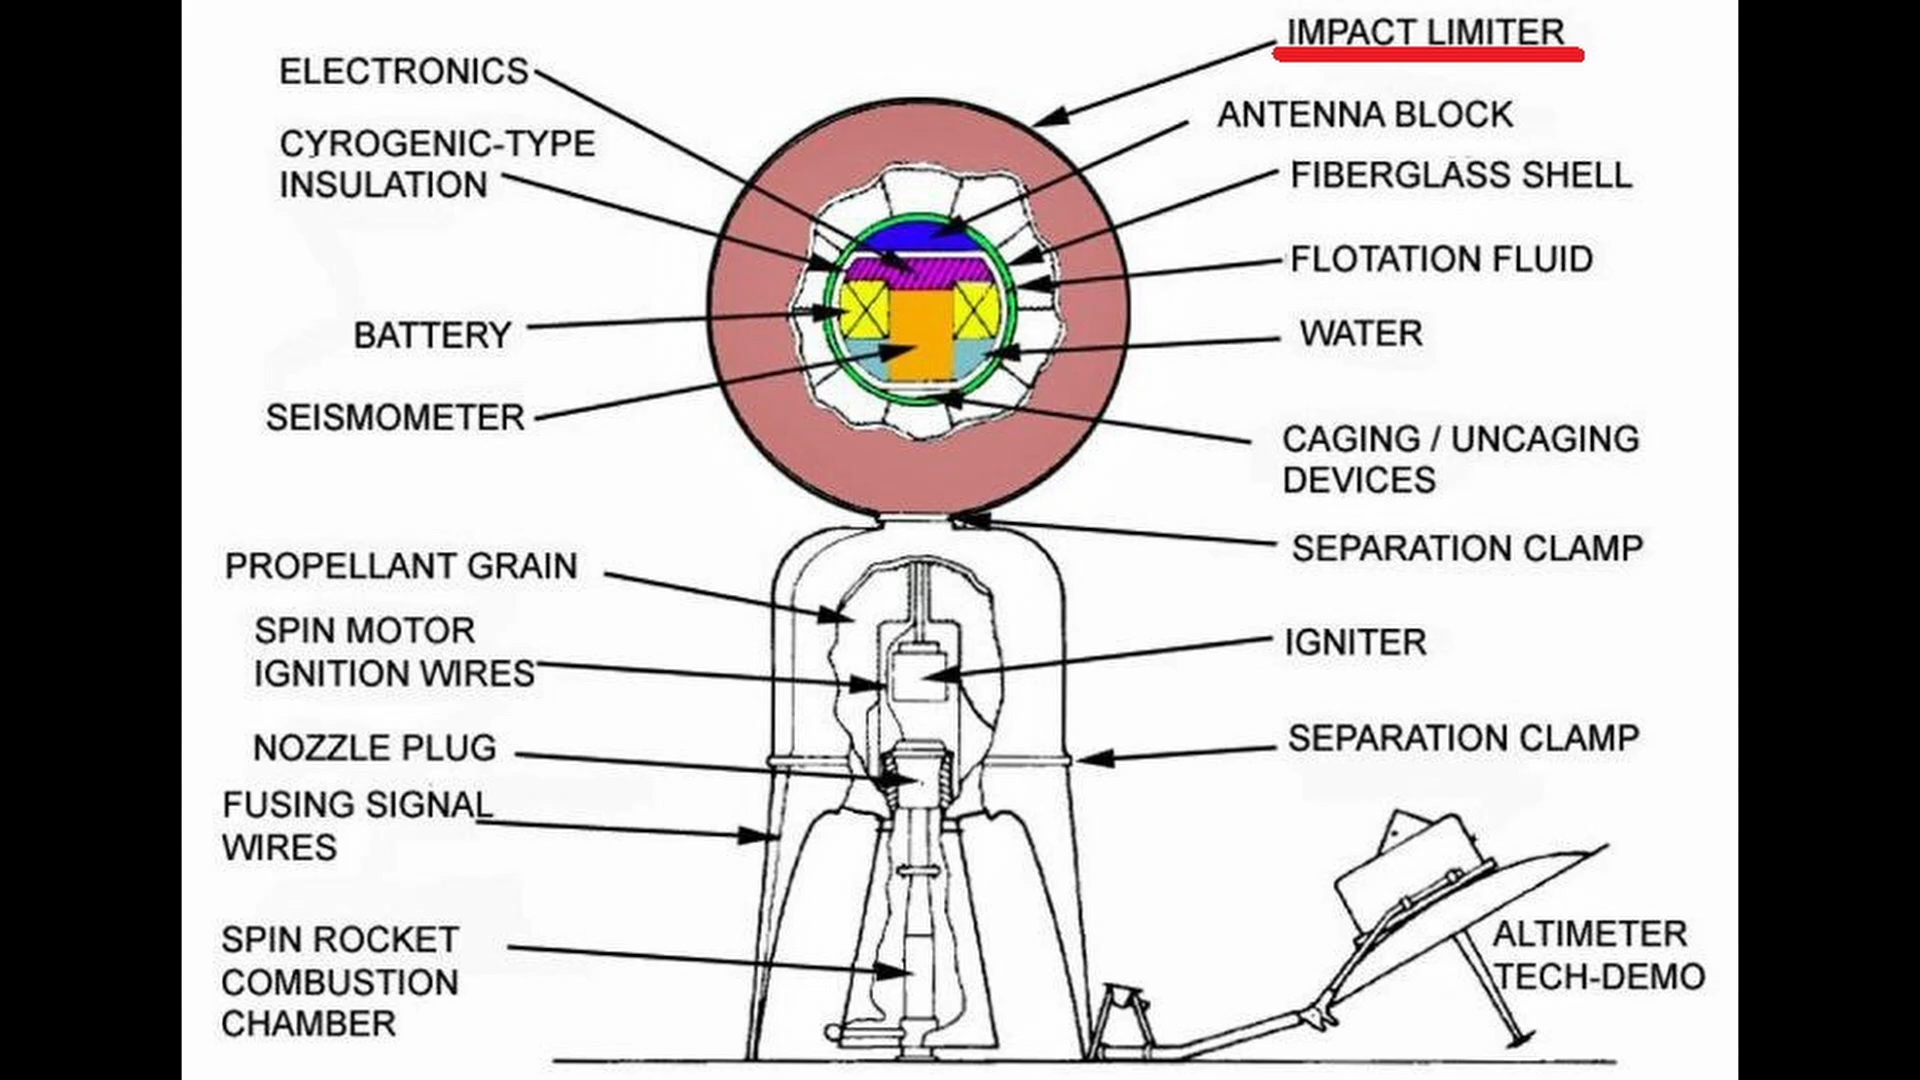 IMPACT LIMITER
ELECTRONICS
ANTENNA BLOCK
CYROGENIC-TYPE
INSULATION
FIBERGLASS SHELL
FLOTATION FLUID
BATTERY
WATER
SEISMOMETER
CAGING / UNCAGING
DEVICES
SEPARATION CLAMP
PROPELLANT GRAIN
SPIN MOTOR
IGNITION WIRES
IGNITER
NOZZLE PLUG
SEPARATION CLAMP
FUSING SIGNAL
WIRES
SPIN ROCKET
COMBUSTION
CHAMBER
ALTIMETER
TECH-DEMO